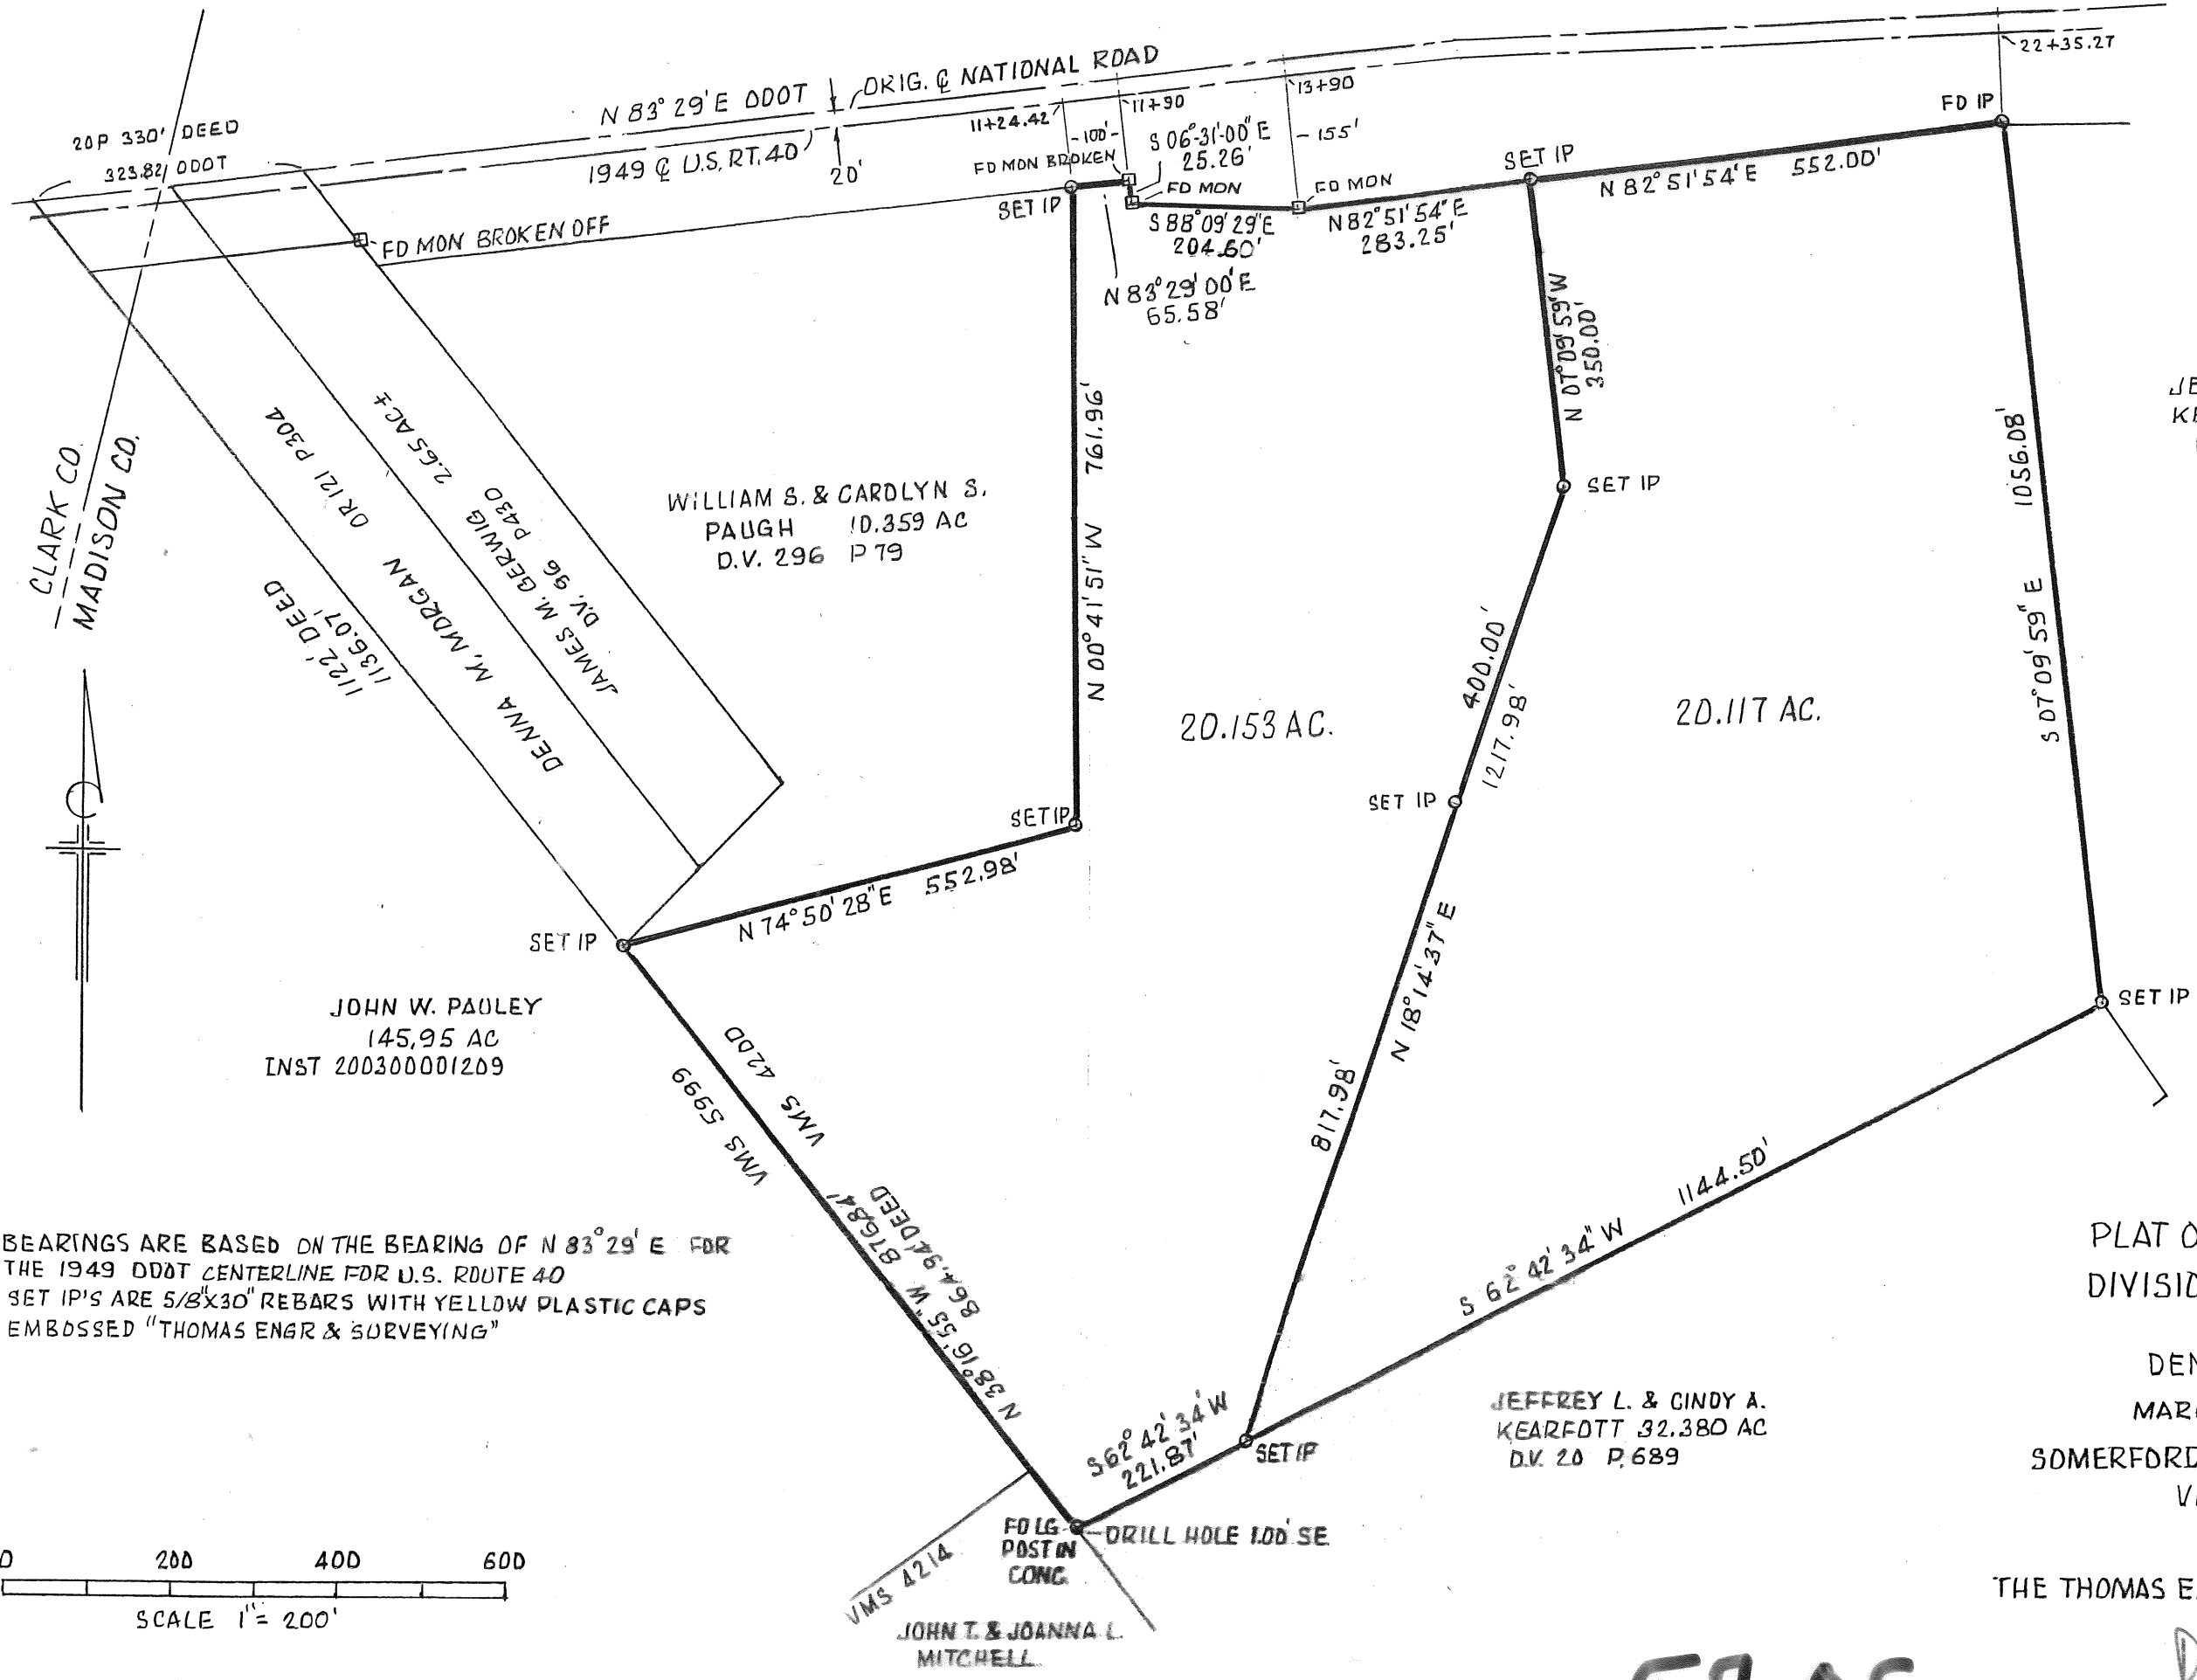 N 83° 29' E ODOT
ORIG. ℄ NATIONAL ROAD
1949 ℄ U.S. RT. 40
20'
20P 330' DEED
323.82' ODOT
11+24.42
11+90
13+90
22+35.27
100'
155'
S 06°-31'-00" E
25.26'
FD MON BROKEN
FD MON
FD MON
SET IP
FD IP
SET IP
N 82° 51' 54" E 552.00'
S 88° 09' 29" E
204.60'
N 82° 51' 54" E
283.25'
N 83° 29' 00" E
65.58'
FD MON BROKEN OFF
CLARK CO.
MADISON CO.
N 07° 09' 59" W
350.00'
SET IP
1122' DEED
1136.07'
DENNA M. MORGAN OR 121 P304
JAMES M. GERWIG 2.65 AC ±
D.V. 96 P430
WILLIAM S. & CAROLYN S.
PAUGH 10.359 AC
D.V. 296 P 79
N 00° 41' 51" W 761.96'
400.00'
1217.98'
S 07° 09' 59" E 1056.08'
JE
KE
20.153 AC.
20.117 AC.
SET IP
SET IP
N 74° 50' 28" E 552.98'
SET IP
N 18° 14' 37" E
817.98'
SET IP
JOHN W. PAULEY
145.95 AC
INST 200300001209
VMS 4200
VMS 5999
N 38° 16' 55" W 876.84'
864.94' DEED
1144.50'
S 62° 42' 34" W
BEARINGS ARE BASED ON THE BEARING OF N 83° 29' E FOR
THE 1949 ODOT CENTERLINE FOR U.S. ROUTE 40
SET IP'S ARE 5/8"X30" REBARS WITH YELLOW PLASTIC CAPS
EMBOSSED "THOMAS ENGR & SURVEYING"
PLAT O
DIVISIO
DEN
MAR
SOMERFORD
V
S 62° 42' 34" W
221.87'
SET IP
JEFFREY L. & CINDY A.
KEARFOTT 32.380 AC
D.V. 20 P. 689
FD LG
POST IN
CONC.
DRILL HOLE 1.00' SE
VMS 4214
JOHN T. & JOANNA L.
MITCHELL
0 200 400 600
SCALE 1"= 200'
THE THOMAS E